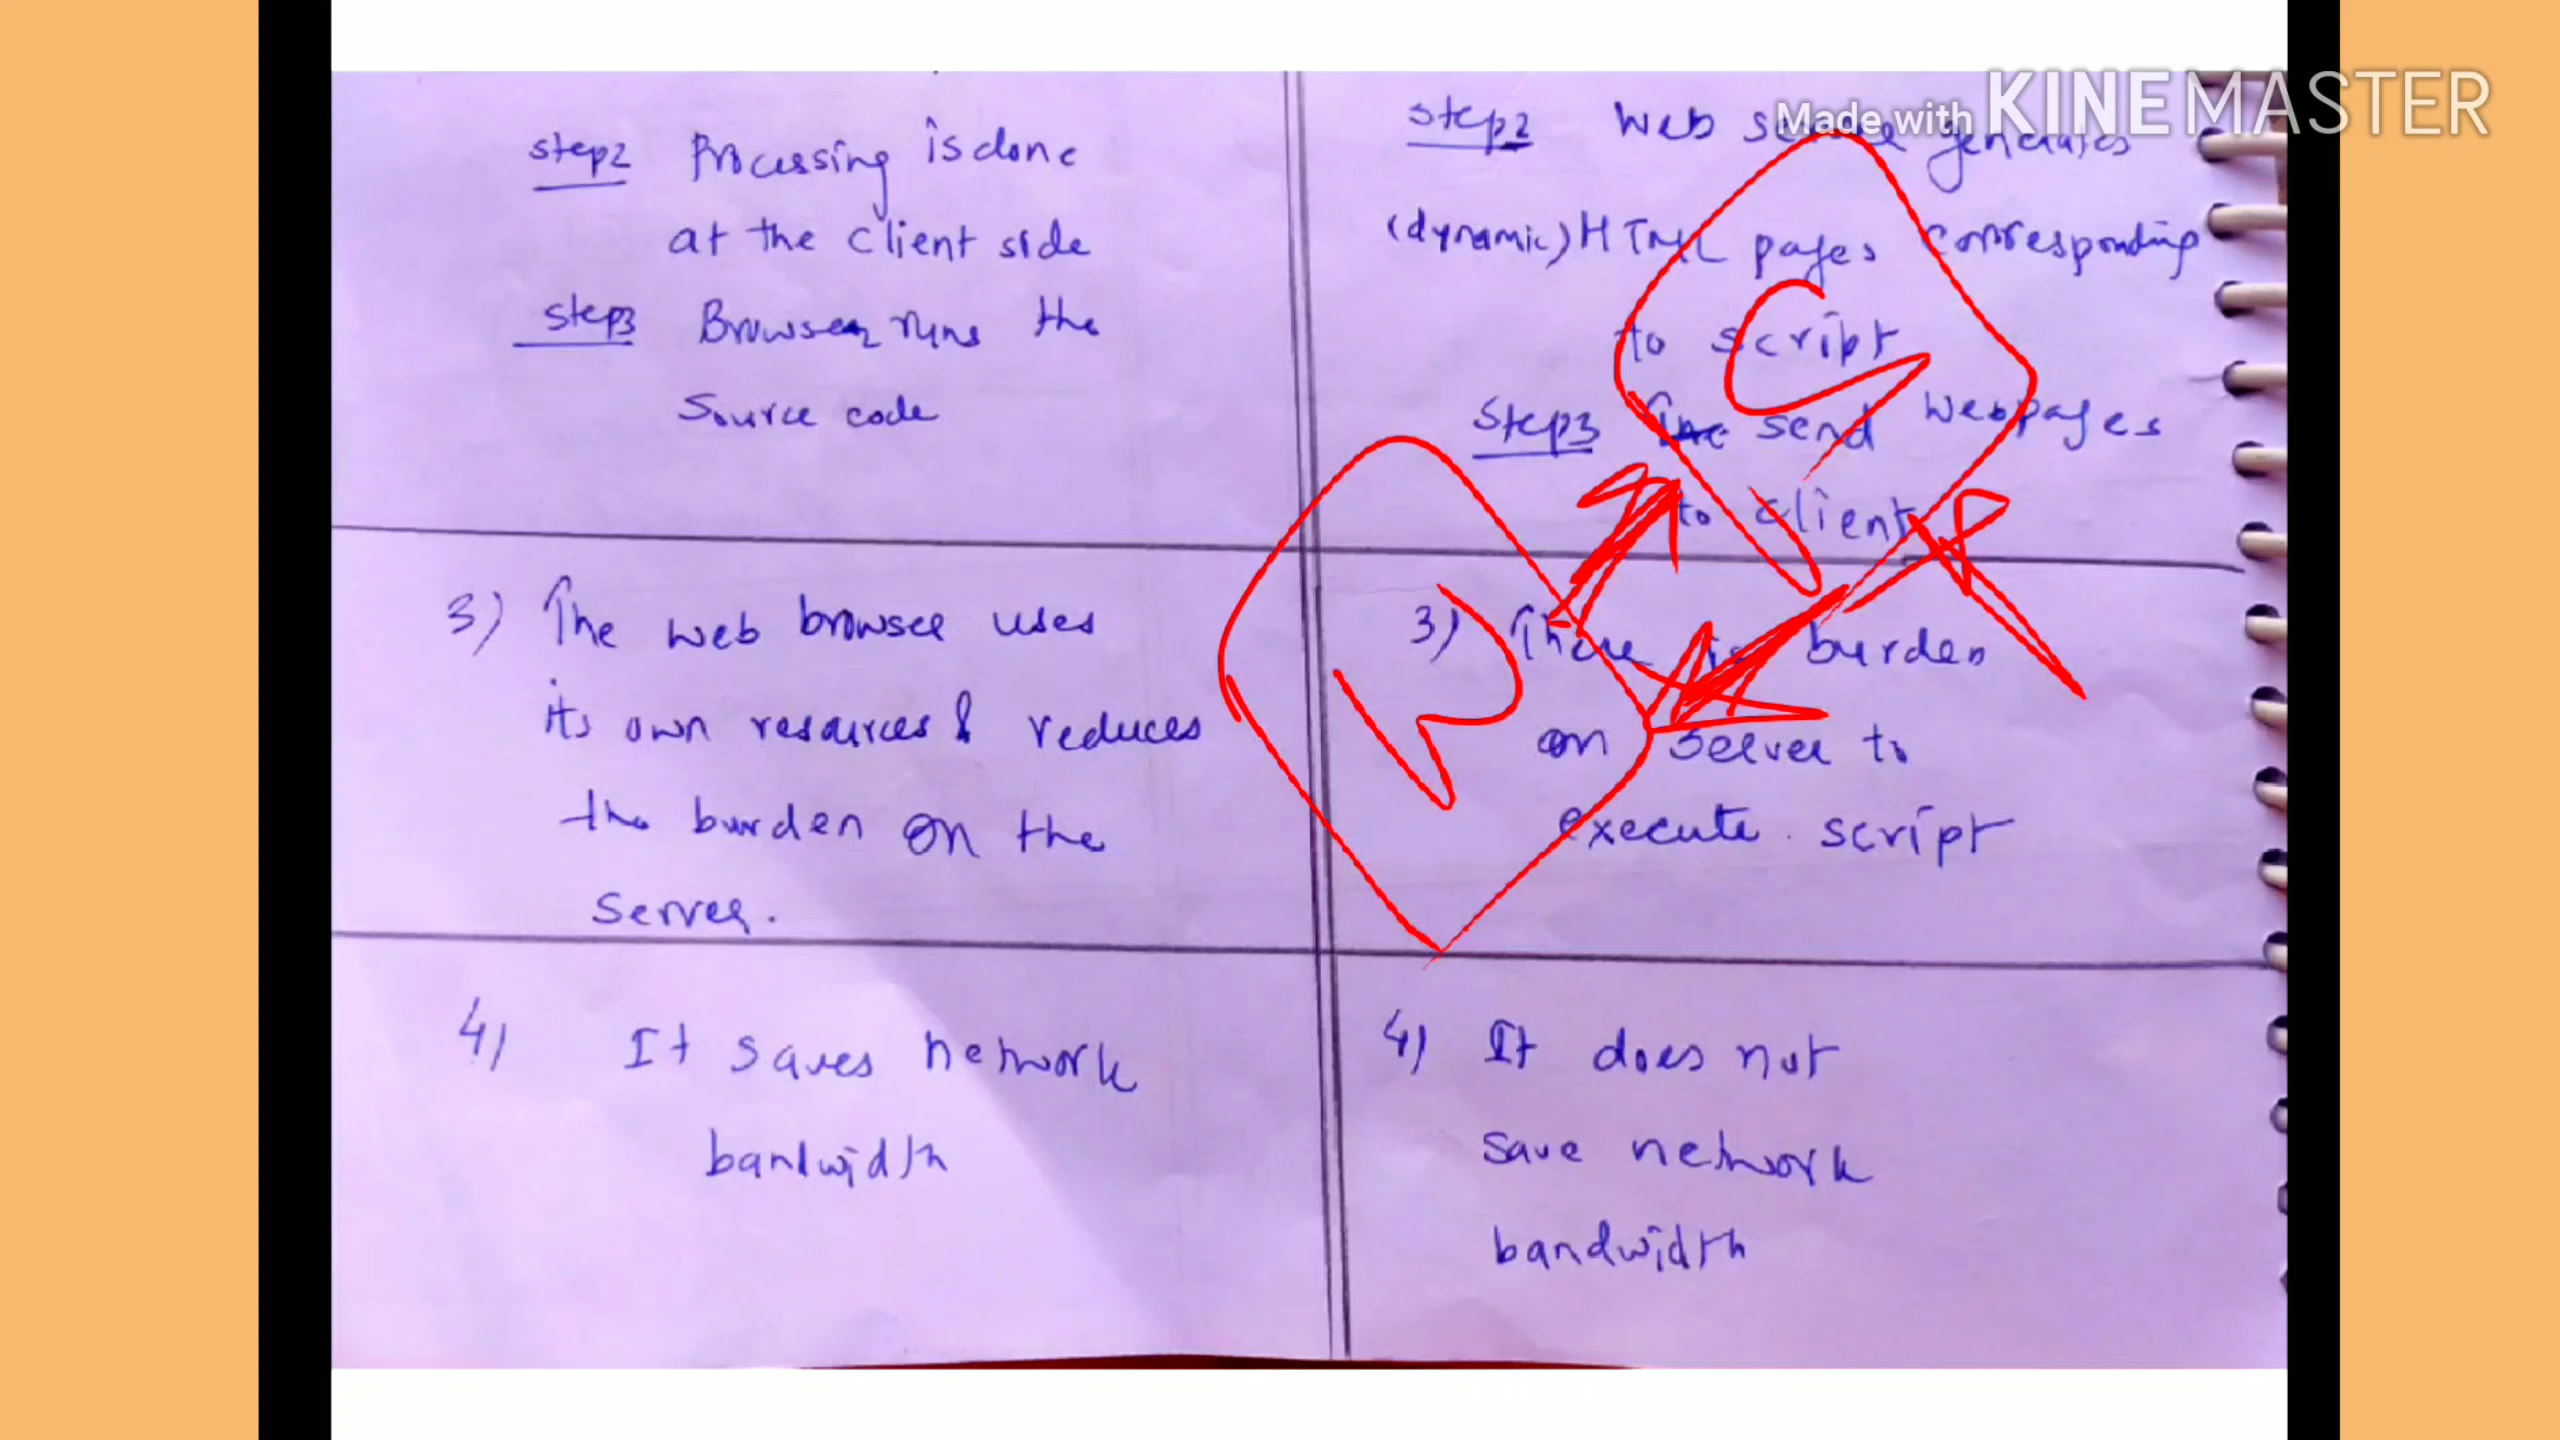 Made with KINEMASTER
step2 Processing is done
at the client side
step3 Browser runs the
Source code
3) The web browser uses
its own resources & reduces
the burden on the
server.
4) It saves network
bandwidth
step2 Web generates
(dynamic) HTML pages corresponding
to script
Step3 send webpages
to client
3) There is burden
on server to
execute script
4) It does not
save network
bandwidth